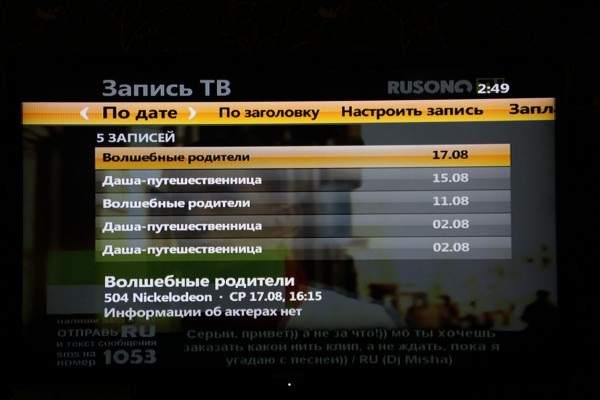 Запись ТВ
RUSONG
2:49
По дате
По заголовку
Настроить запись
Запл
5 ЗАПИСЕЙ
Волшебные родители 17.08
Даша-путешественница 15.08
Волшебные родители 11.08
Даша-путешественница 02.08
Даша-путешественница 02.08
Волшебные родители
504 Nickelodeon · СР 17.08, 16:15
Информации об актерах нет
ОТПРАВЬ RU
и текст сообщения
sms на
номер 1053
Серый, привет)) а не за что!)) мб ты хочешь
заказать какой нить клип, а не ждать, пока я
угадаю с песней)) / RU (Dj Misha)